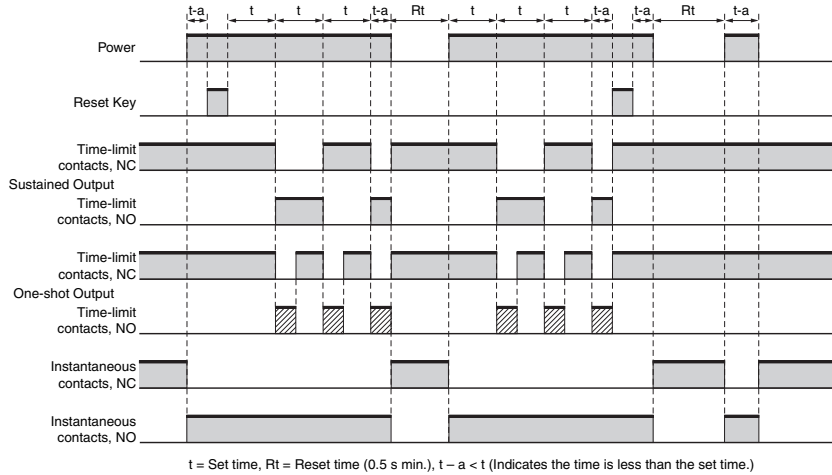 t-a t t t t-a Rt t t t t-a t-a Rt t-a
Power
Reset Key
Time-limit
contacts, NC
Sustained Output
Time-limit
contacts, NO
Time-limit
contacts, NC
One-shot Output
Time-limit
contacts, NO
Instantaneous
contacts, NC
Instantaneous
contacts, NO
t = Set time, Rt = Reset time (0.5 s min.), t – a < t (Indicates the time is less than the set time.)